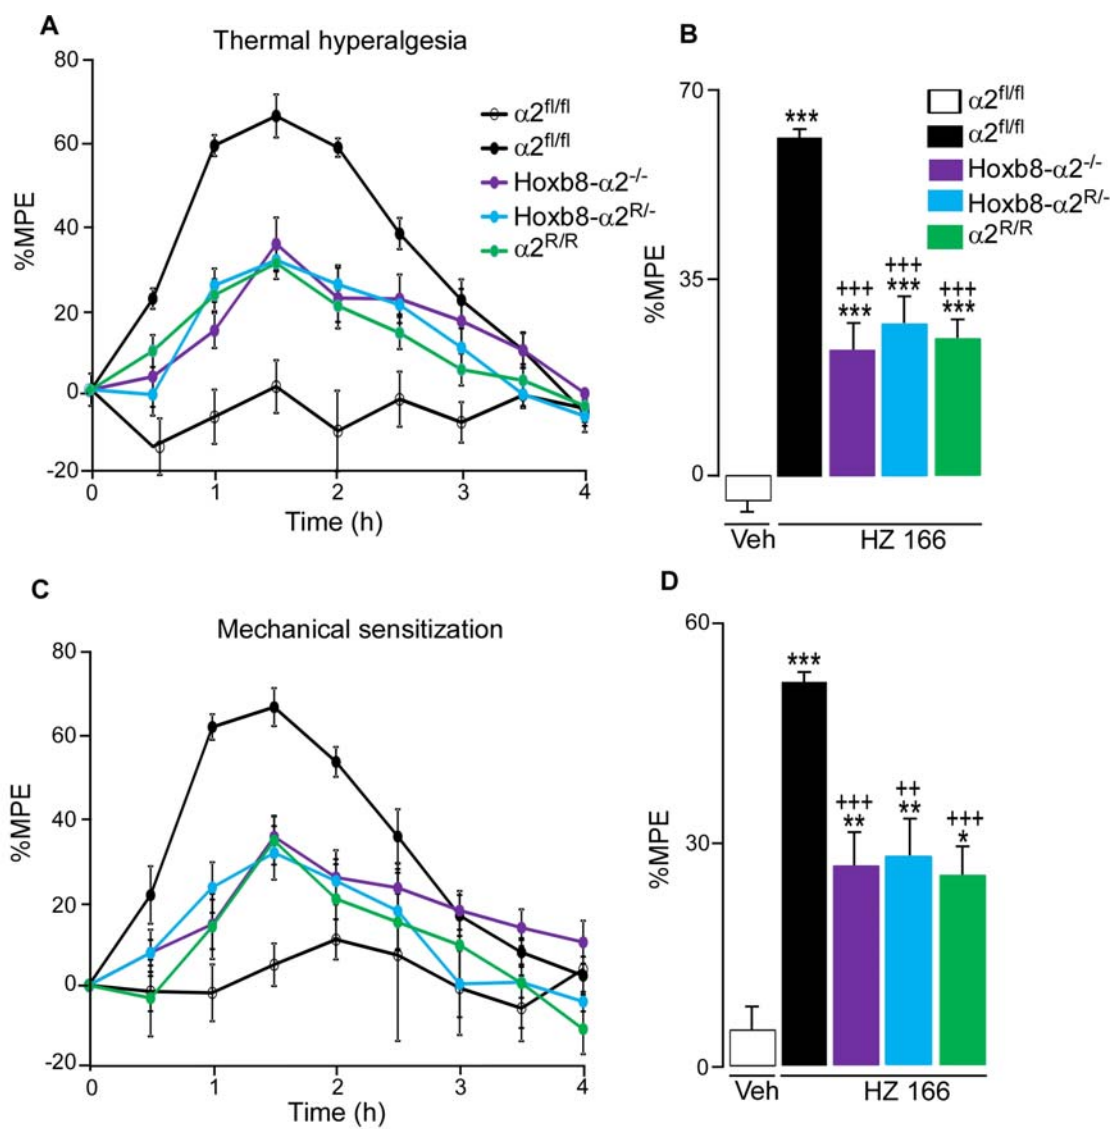 A
Thermal hyperalgesia
80
60
40
20
0
-20
%MPE
α2fl/fl
α2fl/fl
Hoxb8-α2-/-
Hoxb8-α2R/-
α2R/R
0 1 2 3 4
Time (h)
B
70
35
0
%MPE
α2fl/fl
α2fl/fl
Hoxb8-α2-/-
Hoxb8-α2R/-
α2R/R
***
+++ +++ +++
*** *** ***
Veh HZ 166
C
Mechanical sensitization
80
60
40
20
0
-20
%MPE
0 1 2 3 4
Time (h)
D
60
30
0
%MPE
***
+++ ++ +++
** ** *
Veh HZ 166